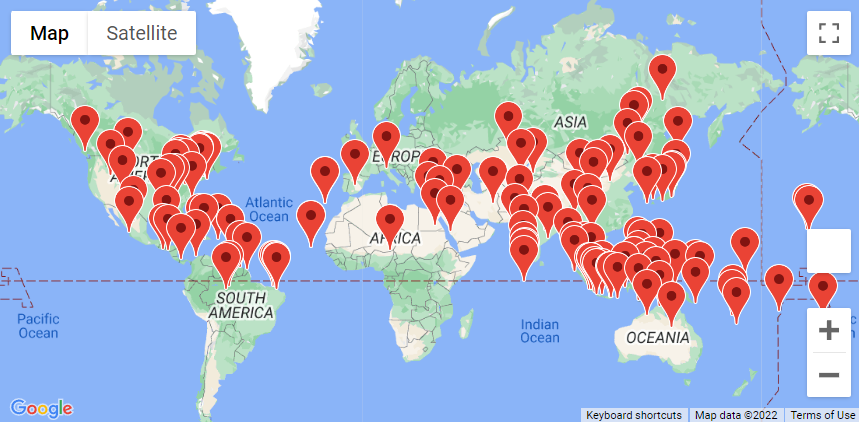 Map
Satellite
ASIA
NORTH
AMERICA
EUROPE
Atlantic
Ocean
AFRICA
SOUTH
AMERICA
Pacific
Ocean
Indian
Ocean
OCEANIA
Google
Keyboard shortcuts
Map data ©2022
Terms of Use